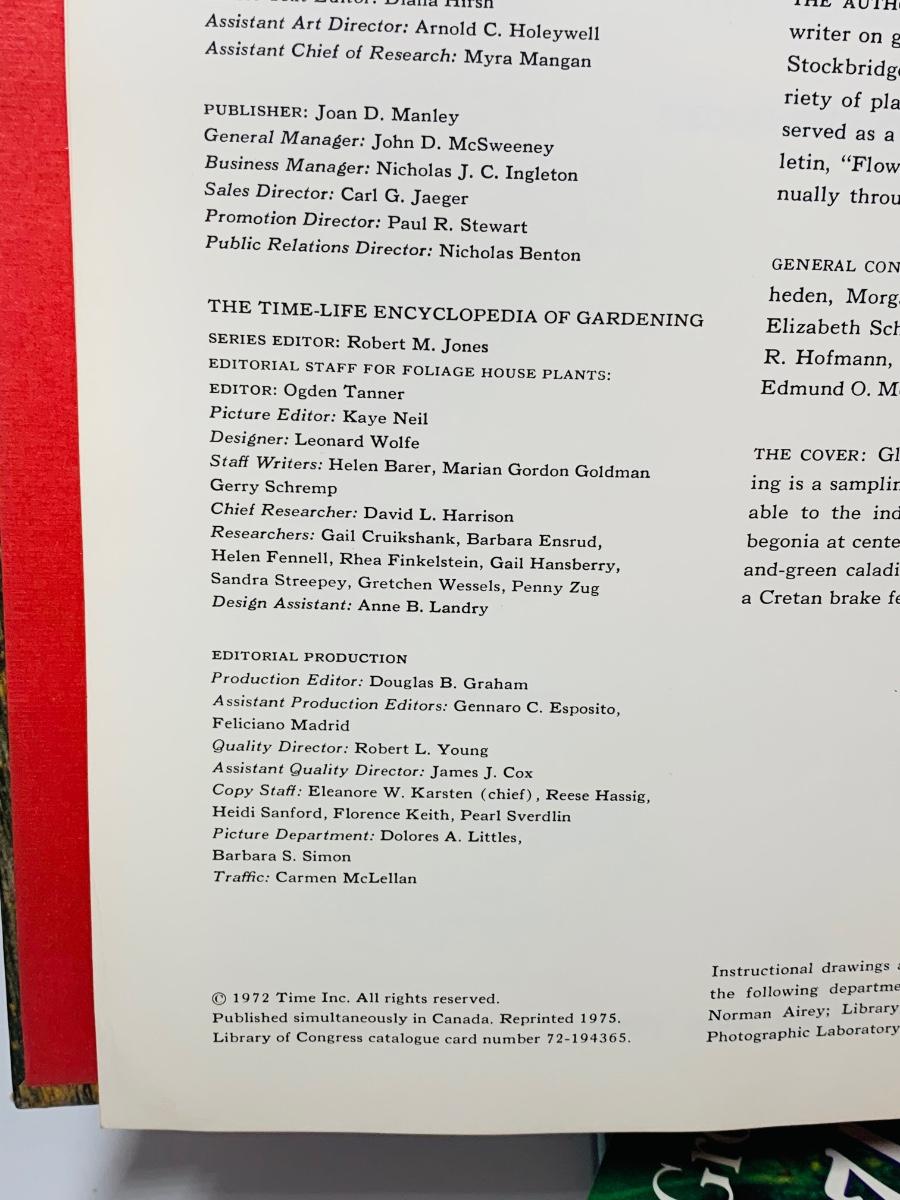 Diana Hirsh
Assistant Art Director: Arnold C. Holeywell
Assistant Chief of Research: Myra Mangan
PUBLISHER: Joan D. Manley
General Manager: John D. McSweeney
Business Manager: Nicholas J. C. Ingleton
Sales Director: Carl G. Jaeger
Promotion Director: Paul R. Stewart
Public Relations Director: Nicholas Benton
THE TIME-LIFE ENCYCLOPEDIA OF GARDENING
SERIES EDITOR: Robert M. Jones
EDITORIAL STAFF FOR FOLIAGE HOUSE PLANTS:
EDITOR: Ogden Tanner
Picture Editor: Kaye Neil
Designer: Leonard Wolfe
Staff Writers: Helen Barer, Marian Gordon Goldman
Gerry Schremp
Chief Researcher: David L. Harrison
Researchers: Gail Cruikshank, Barbara Ensrud,
Helen Fennell, Rhea Finkelstein, Gail Hansberry,
Sandra Streepey, Gretchen Wessels, Penny Zug
Design Assistant: Anne B. Landry
EDITORIAL PRODUCTION
Production Editor: Douglas B. Graham
Assistant Production Editors: Gennaro C. Esposito,
Feliciano Madrid
Quality Director: Robert L. Young
Assistant Quality Director: James J. Cox
Copy Staff: Eleanore W. Karsten (chief), Reese Hassig,
Heidi Sanford, Florence Keith, Pearl Sverdlin
Picture Department: Dolores A. Littles,
Barbara S. Simon
Traffic: Carmen McLellan
© 1972 Time Inc. All rights reserved.
Published simultaneously in Canada. Reprinted 1975.
Library of Congress catalogue card number 72-194365.
THE AUTH
writer on g
Stockbridg
riety of pla
served as a
letin, "Flow
nually throu
GENERAL CON
heden, Morg
Elizabeth Sch
R. Hofmann,
Edmund O. M
THE COVER: Gl
ing is a samplin
able to the ind
begonia at cente
and-green caladi
a Cretan brake fe
Instructional drawings
the following departme
Norman Airey; Library
Photographic Laboratory
Gr